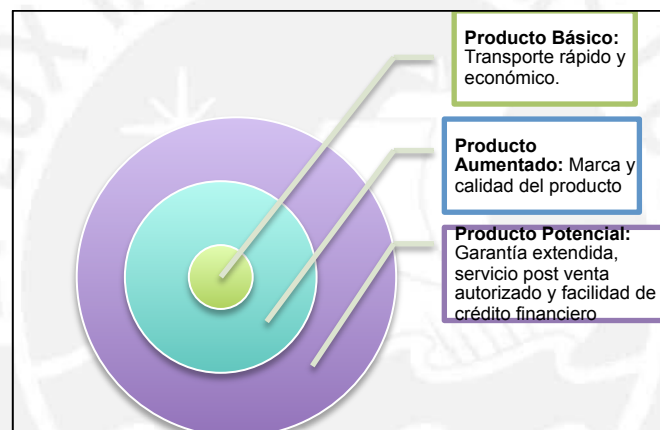 Producto Básico:
Transporte rápido y
económico.
Producto
Aumentado: Marca y
calidad del producto
Producto Potencial:
Garantía extendida,
servicio post venta
autorizado y facilidad de
crédito financiero